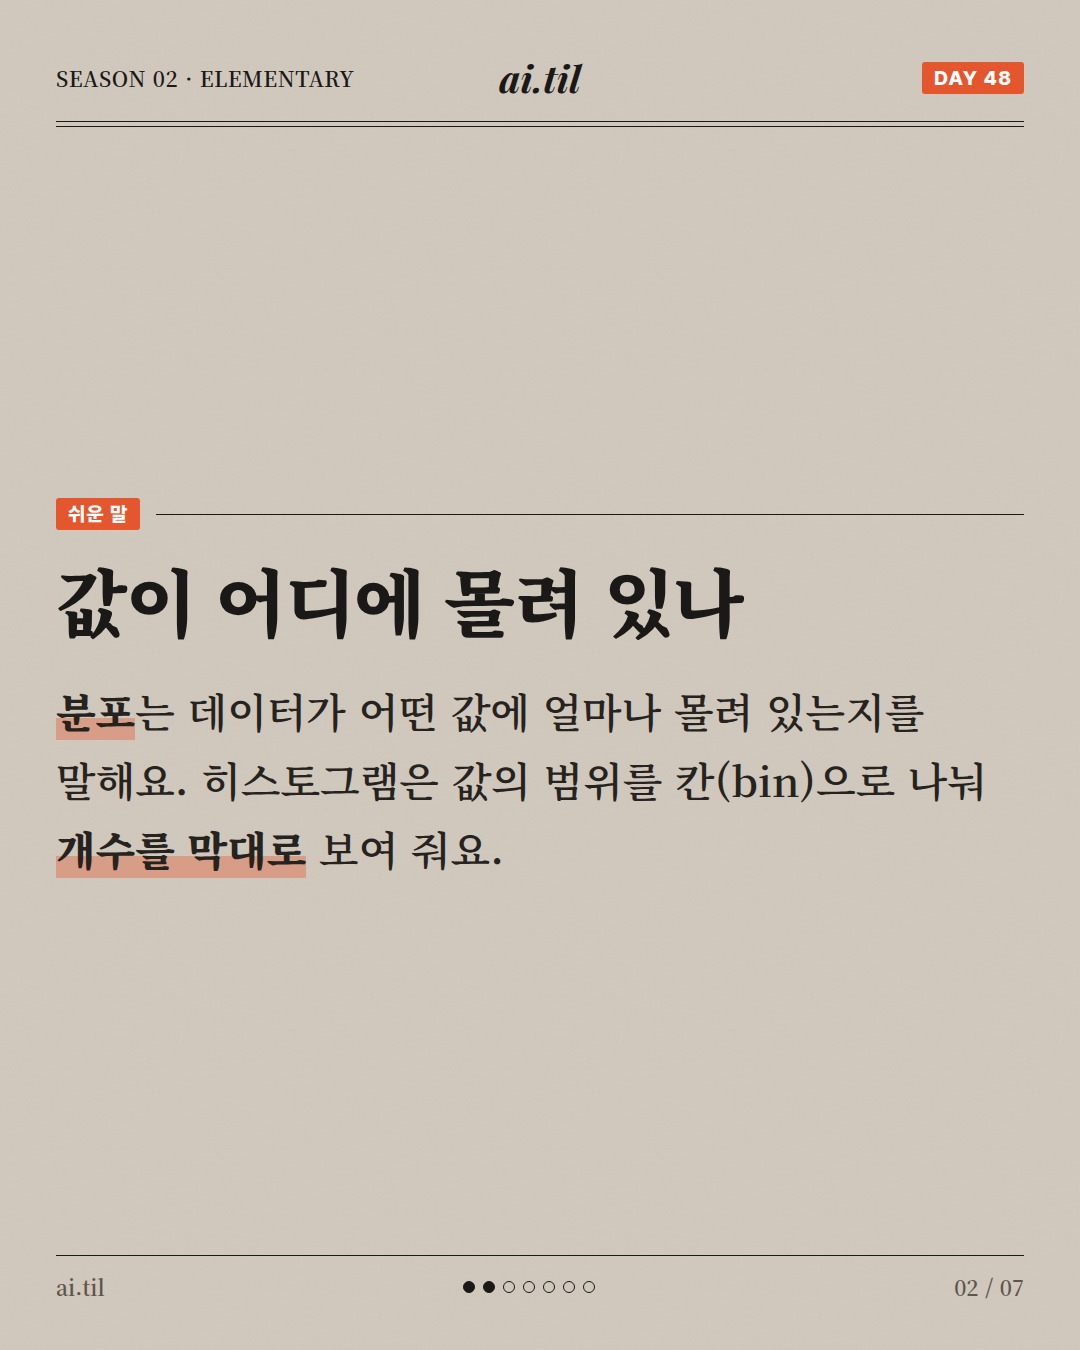 SEASON 02 · ELEMENTARY
ai.til
DAY 48
쉬운 말
값이 어디에 몰려 있나
분포는 데이터가 어떤 값에 얼마나 몰려 있는지를
말해요. 히스토그램은 값의 범위를 칸(bin)으로 나눠
개수를 막대로 보여 줘요.
ai.til
02 / 07